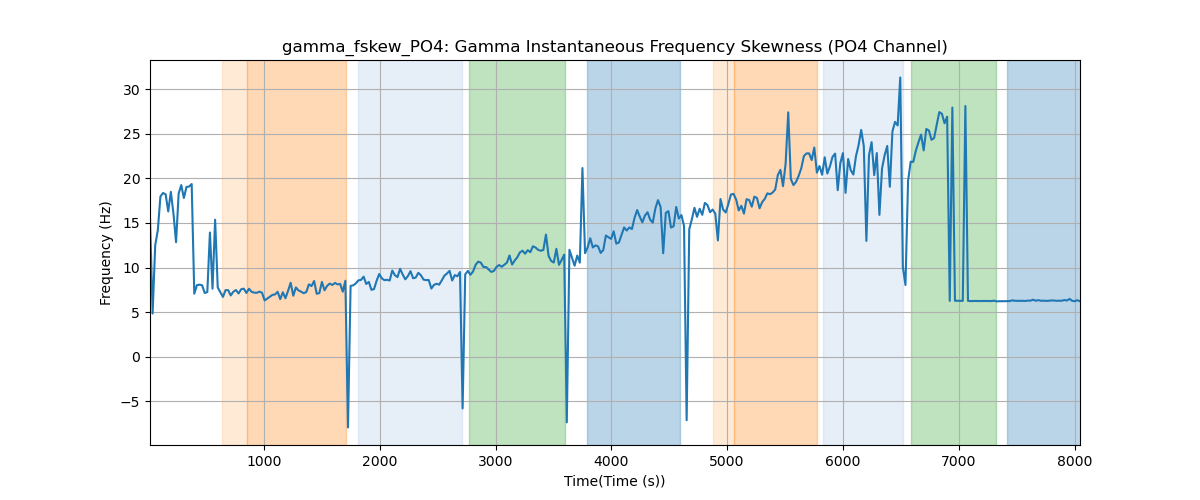 gamma_fskew_PO4: Gamma Instantaneous Frequency Skewness (PO4 Channel)
Frequency (Hz)
30
25
20
15
10
5
0
−5
1000 2000 3000 4000 5000 6000 7000 8000
Time(Time (s))